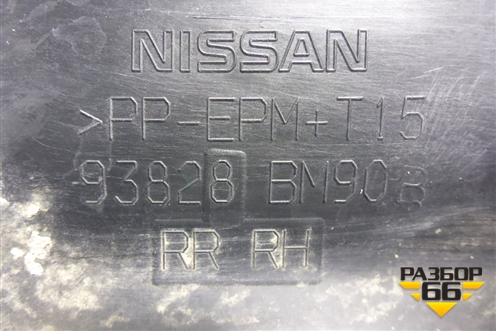 NISSAN
>PP-EPM+T15
93828 BM90B
RR RH
РАЗБОР
66